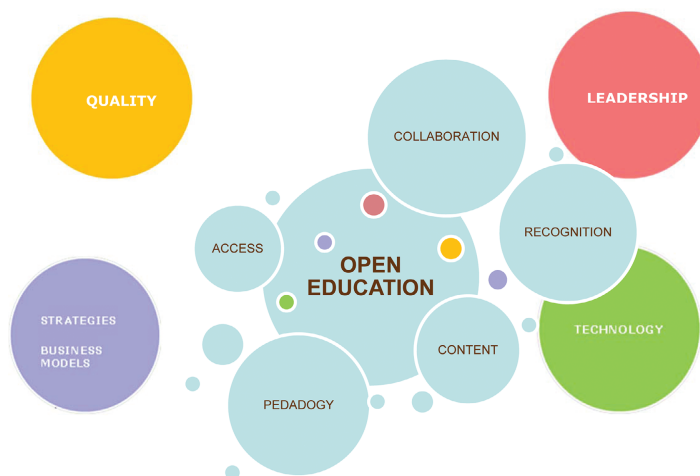 QUALITY
LEADERSHIP
COLLABORATION
RECOGNITION
ACCESS
OPEN
EDUCATION
STRATEGIES
BUSINESS
MODELS
TECHNOLOGY
CONTENT
PEDADOGY